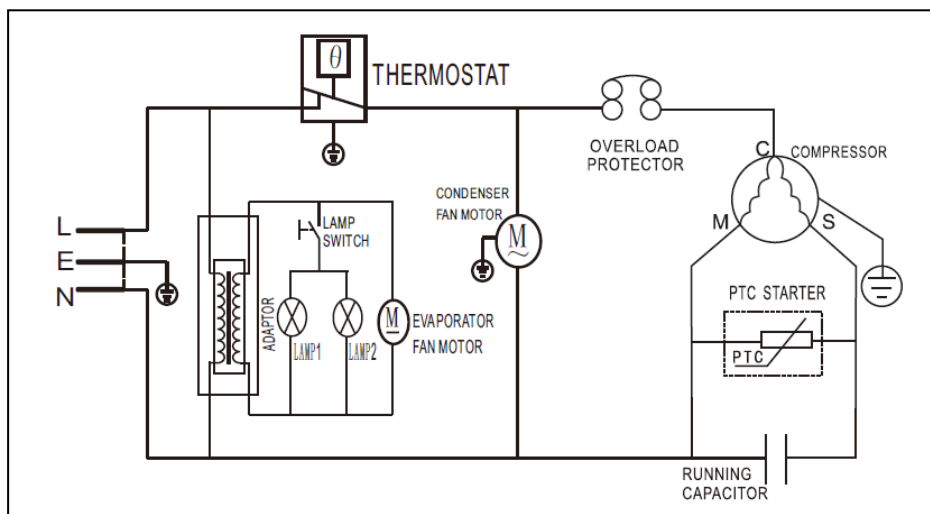 θ
THERMOSTAT
OVERLOAD
PROTECTOR
C
COMPRESSOR
M
S
CONDENSER
FAN MOTOR
M
~
L
E
N
LAMP
SWITCH
ADAPTOR
LAMP1
LAMP2
M
EVAPORATOR
FAN MOTOR
PTC STARTER
PTC
RUNNING
CAPACITOR